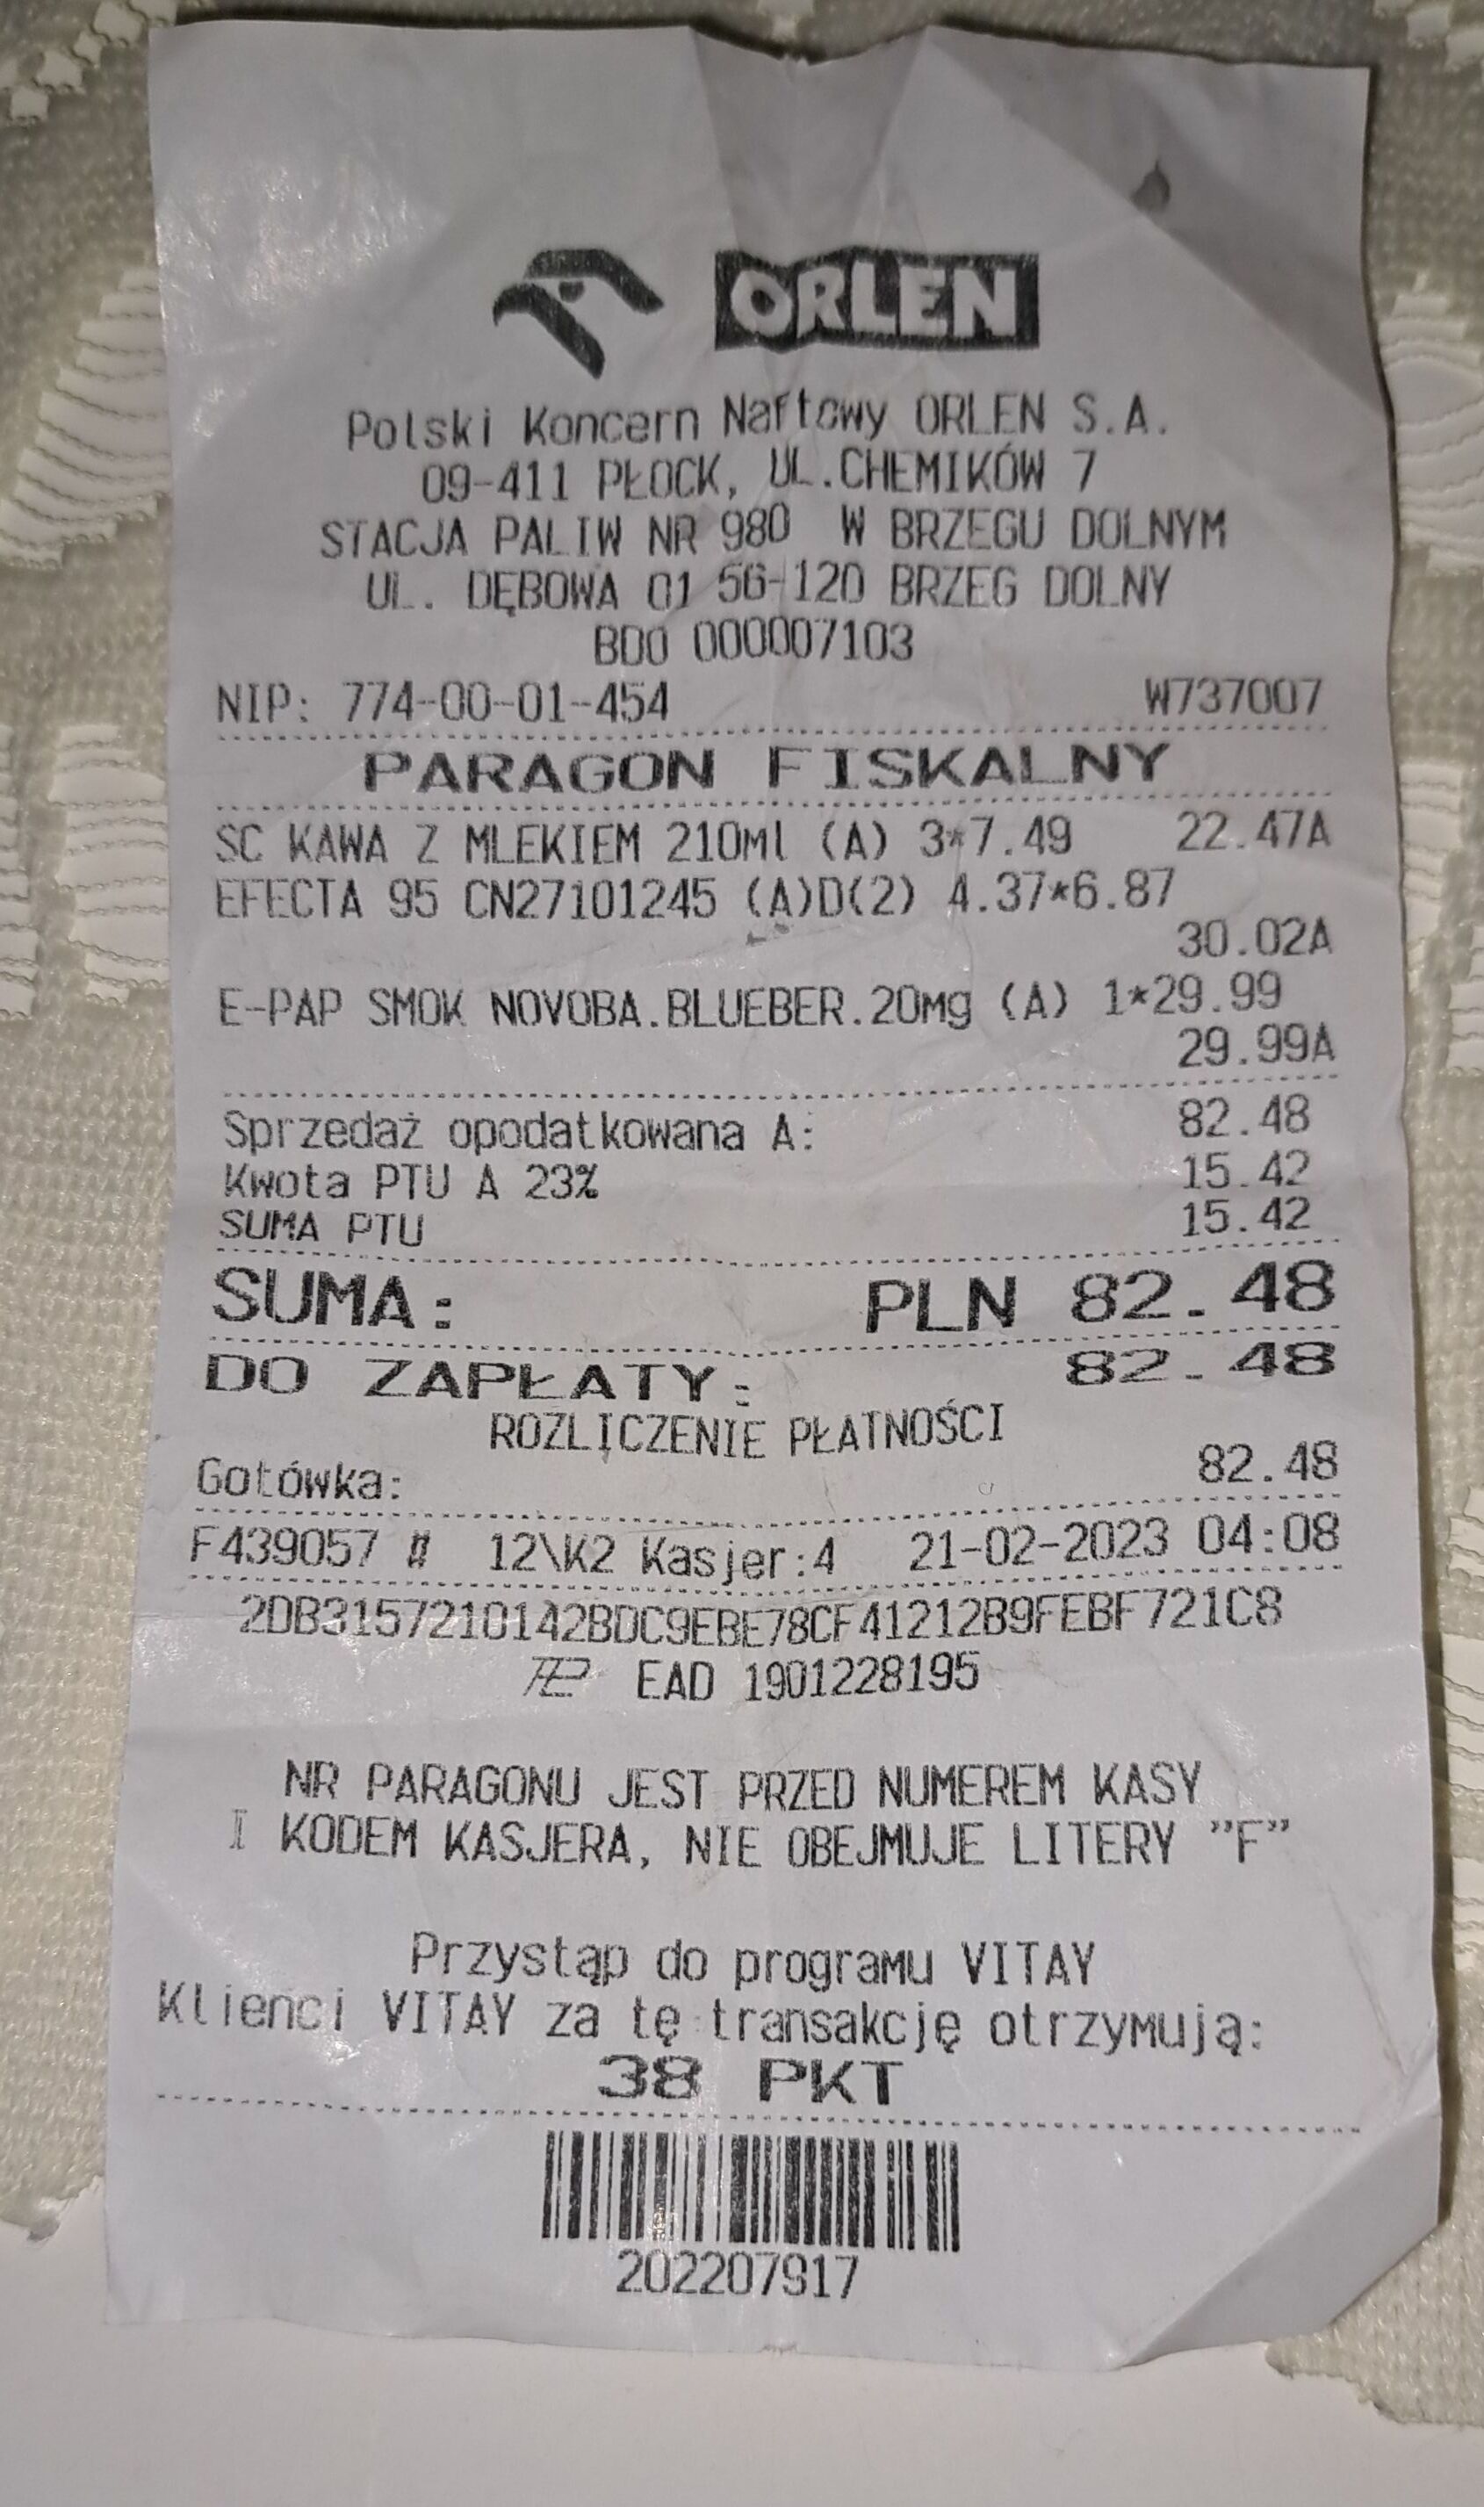 ORLEN
Polski Koncern Naftowy ORLEN S.A.
09-411 PŁOCK, UL.CHEMIKÓW 7
STACJA PALIW NR 980 W BRZEGU DOLNYM
UL. DĘBOWA 01 56-120 BRZEG DOLNY
BDO 000007103
NIP: 774-00-01-454 W737007
PARAGON FISKALNY
SC KAWA Z MLEKIEM 210ml (A) 3*7.49 22.47A
EFECTA 95 CN27101245 (A)D(2) 4.37*6.87
30.02A
E-PAP SMOK NOVOBA.BLUEBER.20mg (A) 1*29.99
29.99A
Sprzedaż opodatkowana A: 82.48
Kwota PTU A 23% 15.42
SUMA PTU 15.42
SUMA: PLN 82.48
DO ZAPŁATY: 82.48
ROZLICZENIE PŁATNOŚCI
Gotówka: 82.48
F439057 # 12\K2 Kasjer:4 21-02-2023 04:08
2DB3157210142BDC9EBE78CF41212B9FEBF721C8
EAD 1901228195
NR PARAGONU JEST PRZED NUMEREM KASY
I KODEM KASJERA, NIE OBEJMUJE LITERY "F"
Przystąp do programu VITAY
Klienci VITAY za tę transakcję otrzymują:
38 PKT
202207917